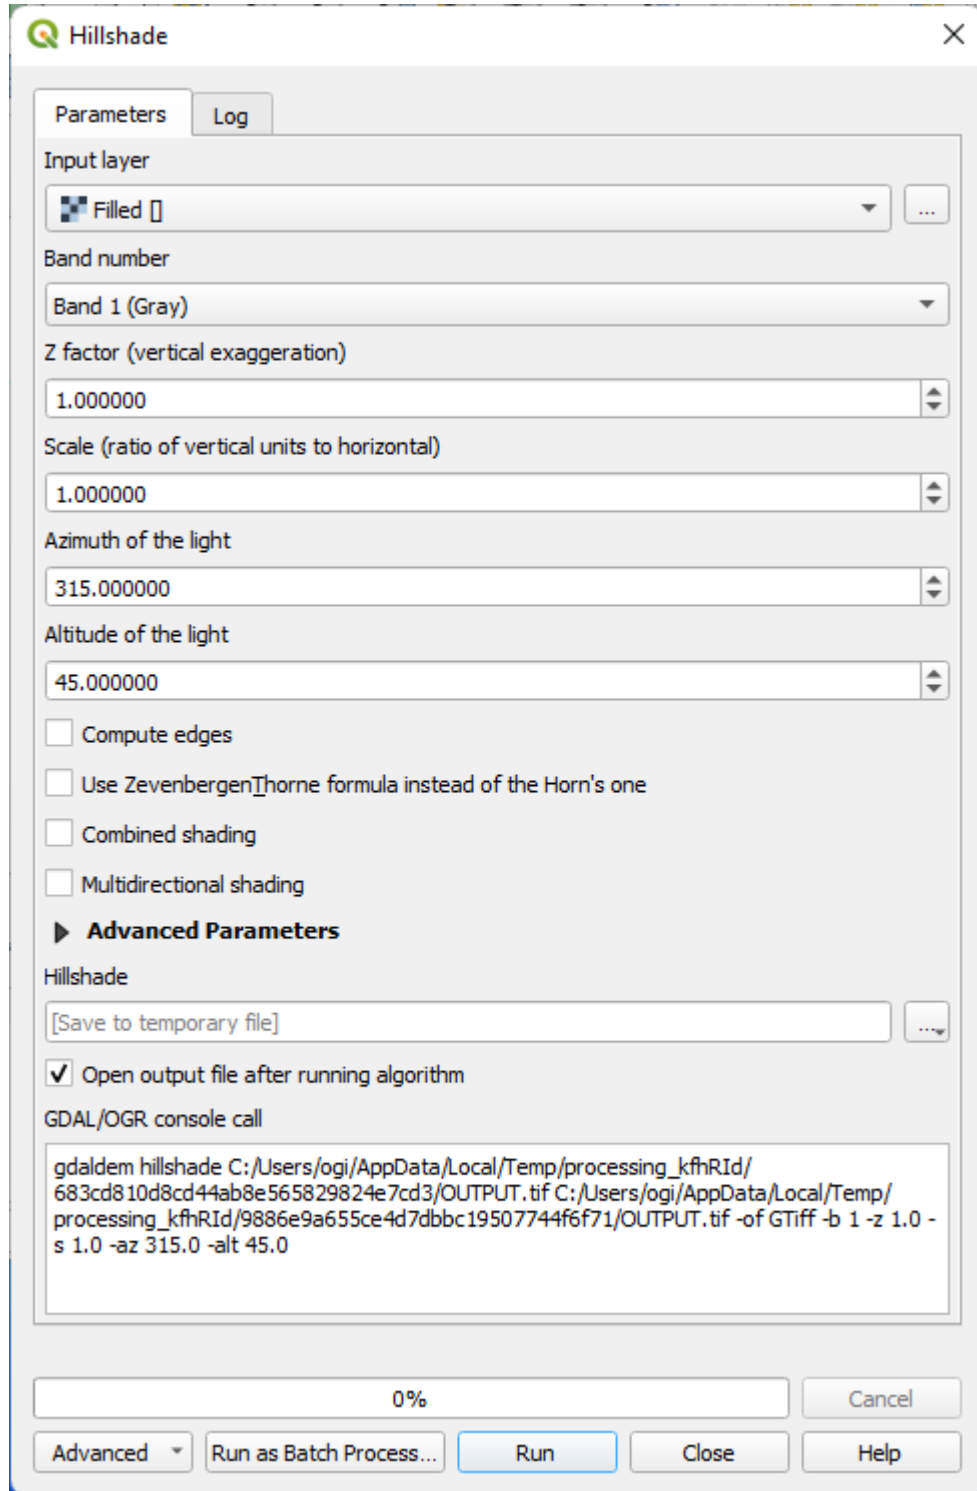 Hillshade
Parameters
Log
Input layer
Filled []
...
Band number
Band 1 (Gray)
Z factor (vertical exaggeration)
1.000000
Scale (ratio of vertical units to horizontal)
1.000000
Azimuth of the light
315.000000
Altitude of the light
45.000000
Compute edges
Use ZevenbergenThorne formula instead of the Horn's one
Combined shading
Multidirectional shading
Advanced Parameters
Hillshade
[Save to temporary file]
...
Open output file after running algorithm
GDAL/OGR console call
gdaldem hillshade C:/Users/ogi/AppData/Local/Temp/processing_kfhRId/
683cd810d8cd44ab8e565829824e7cd3/OUTPUT.tif C:/Users/ogi/AppData/Local/Temp/
processing_kfhRId/9886e9a655ce4d7dbbc19507744f6f71/OUTPUT.tif -of GTiff -b 1 -z 1.0 -
s 1.0 -az 315.0 -alt 45.0
0%
Cancel
Advanced
Run as Batch Process...
Run
Close
Help